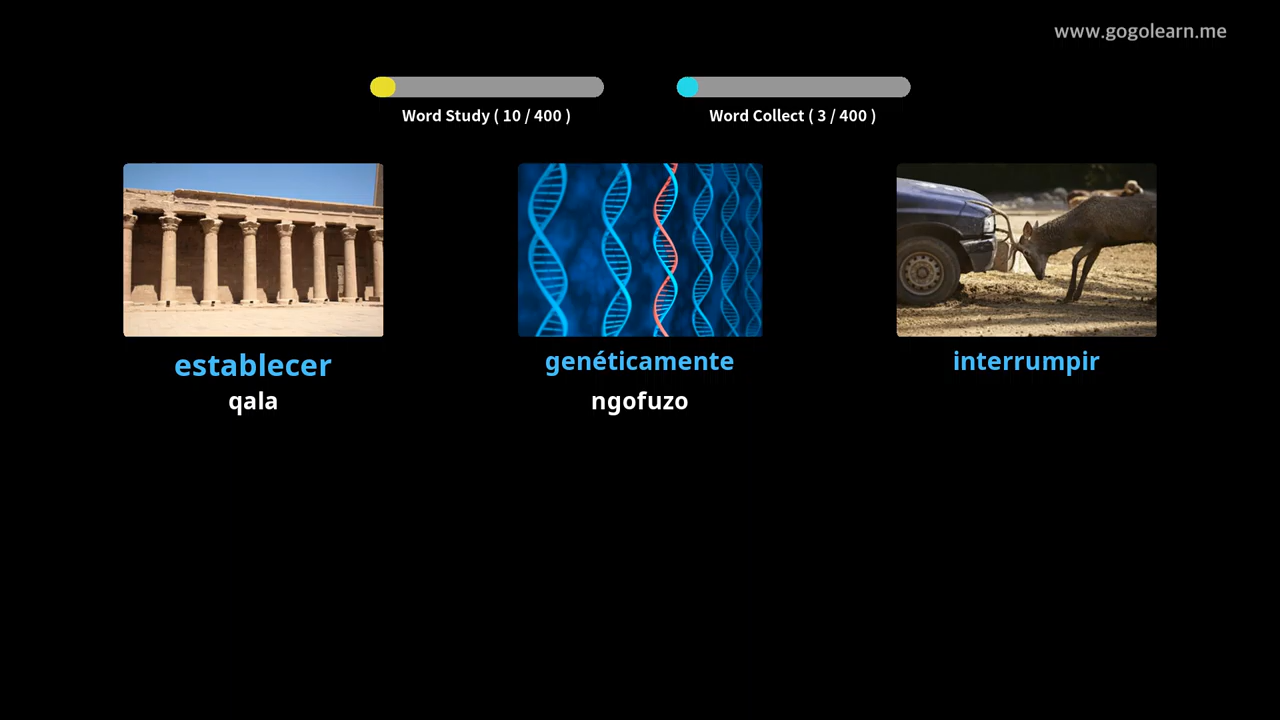 www.gogolearn.me
Word Study ( 10 / 400 )
Word Collect ( 3 / 400 )
establecer
qala
genéticamente
ngofuzo
interrumpir